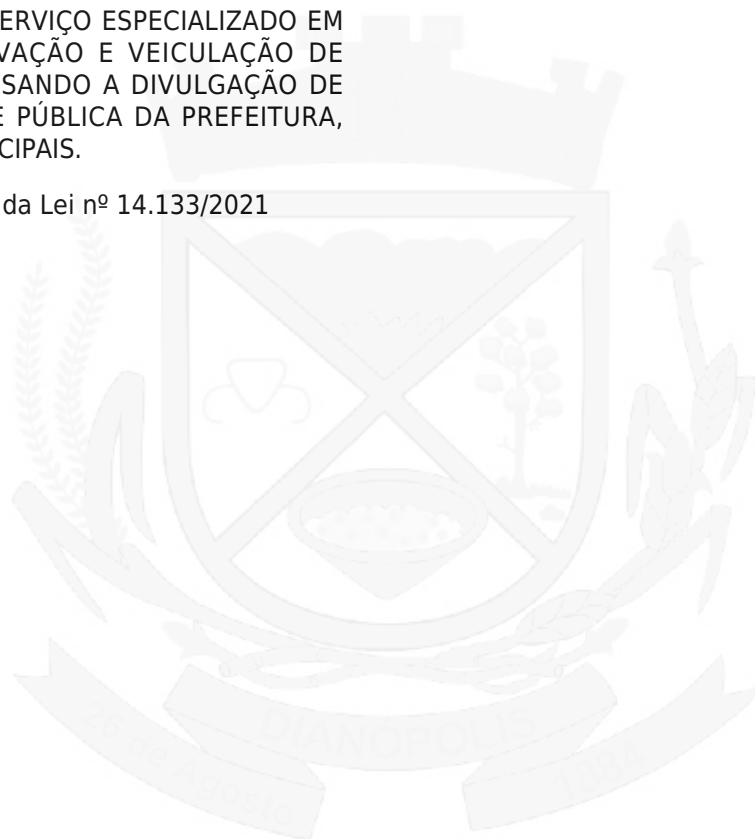 ERVIÇO ESPECIALIZADO EM
VAÇÃO E VEICULAÇÃO DE
SANDO A DIVULGAÇÃO DE
E PÚBLICA DA PREFEITURA,
CIPAIS.
da Lei nº 14.133/2021
26 de Agosto
DIANÓPOLIS
1884